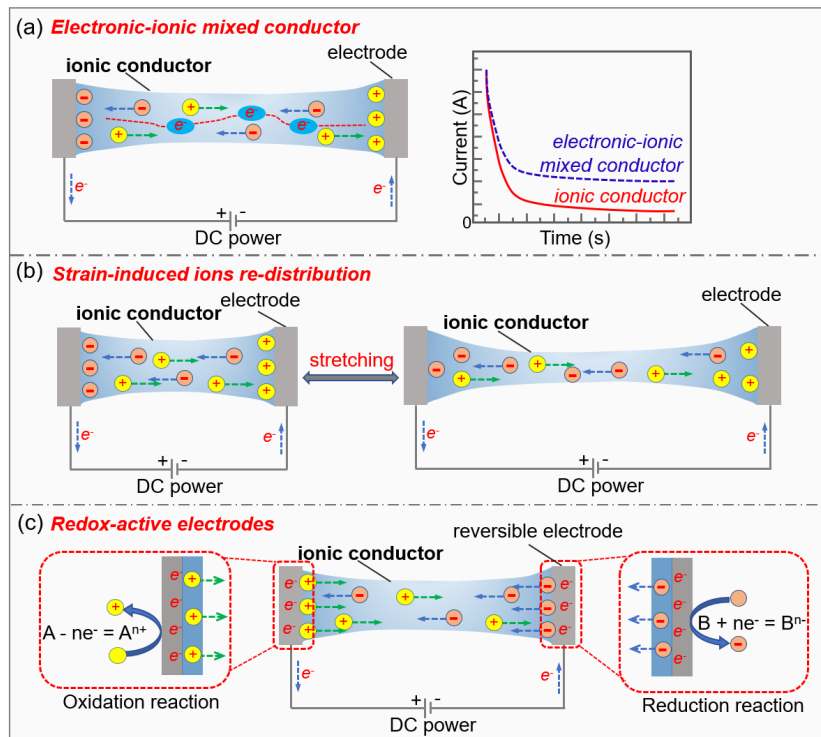 (a) Electronic-ionic mixed conductor
ionic conductor
electrode
- + - + - + - + - + - +
e⁻ e⁻ e⁻
e⁻
e⁻
+ -
DC power
Current (A)
electronic-ionic
mixed conductor
ionic conductor
0
Time (s)
(b) Strain-induced ions re-distribution
electrode
ionic conductor
e⁻
e⁻
+ -
DC power
stretching
electrode
ionic conductor
e⁻
e⁻
+ -
DC power
(c) Redox-active electrodes
reversible electrode
ionic conductor
A - ne⁻ = Aⁿ⁺
e⁻
e⁻
e⁻
e⁻
Oxidation reaction
e⁻ e⁻
e⁻ e⁻
e⁻ e⁻
e⁻
e⁻
+ -
DC power
e⁻
e⁻
e⁻
e⁻
B + ne⁻ = Bⁿ⁻
Reduction reaction